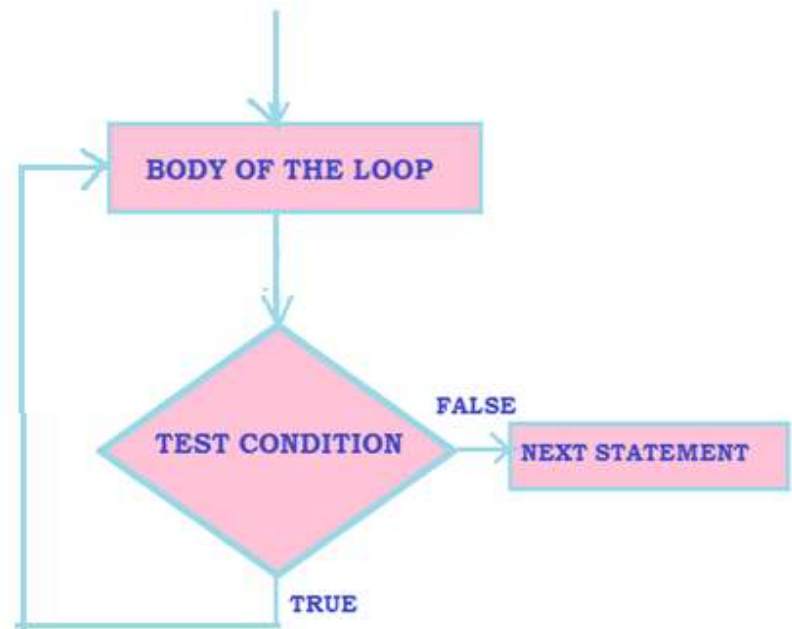 BODY OF THE LOOP
TEST CONDITION
FALSE
NEXT STATEMENT
TRUE